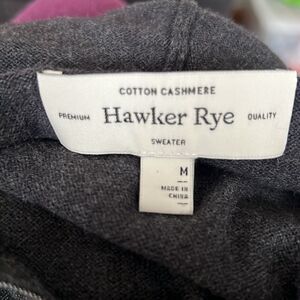 COTTON CASHMERE
PREMIUM Hawker Rye QUALITY
SWEATER
M
MADE IN
CHINA